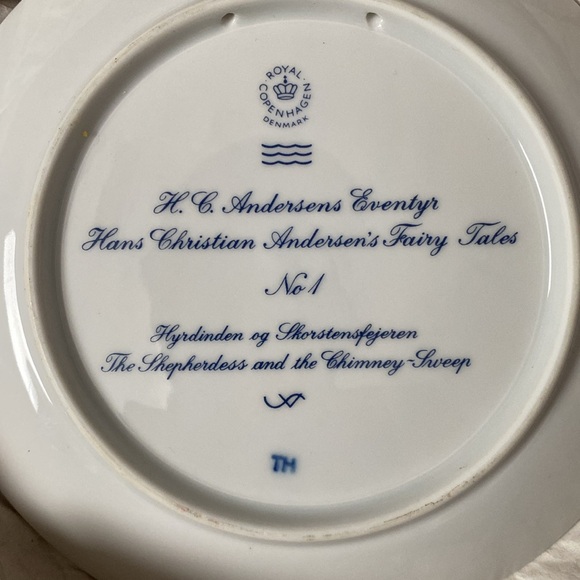 ROYAL COPENHAGEN
DENMARK
H. C. Andersens Eventyr
Hans Christian Andersen's Fairy Tales
No 1
Hyrdinden og Skorstensfejeren
The Shepherdess and the Chimney-Sweep
TH